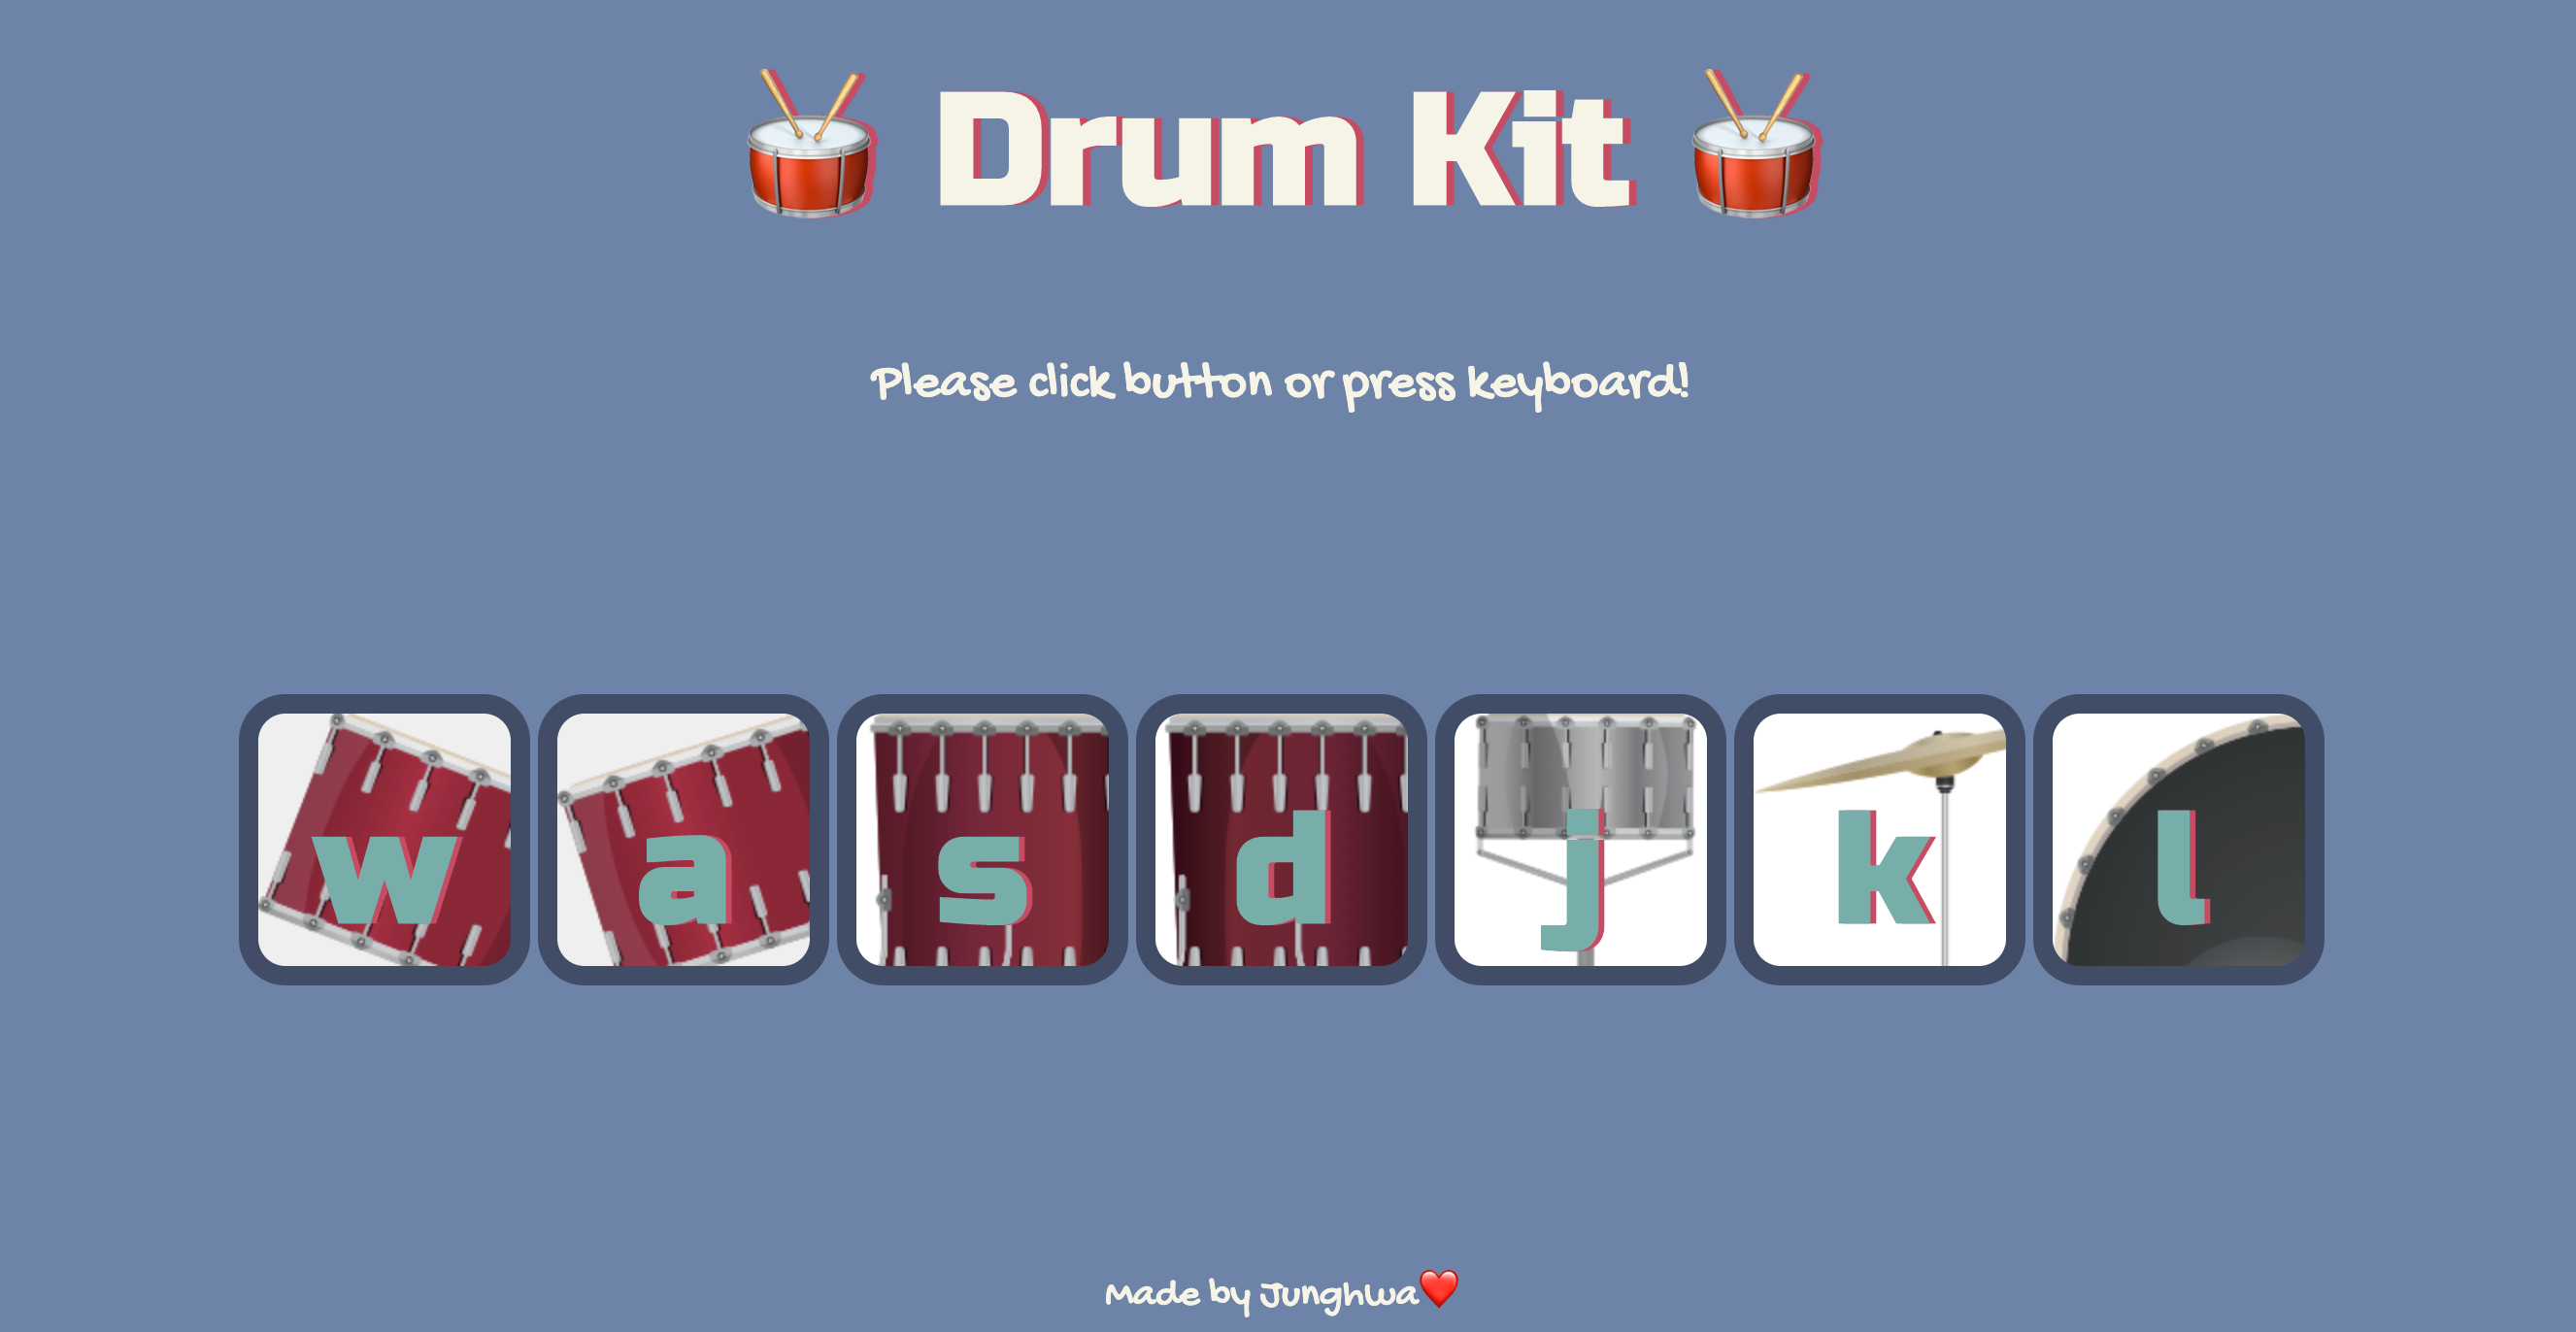 🥁 Drum Kit 🥁
Please click button or press keyboard!
w a s d j k l
Made by Junghwa❤️